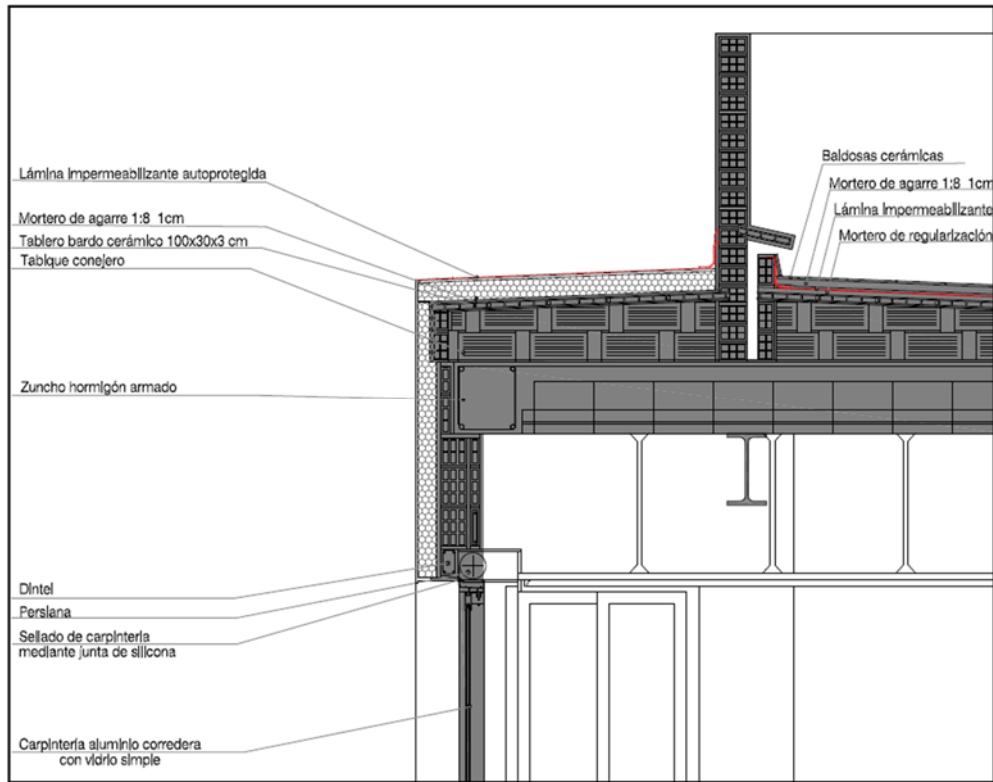 Lámina impermeabilizante autoprotegida
Mortero de agarre 1:8 1cm
Tablero bardo cerámico 100x30x3 cm
Tabique conejero
Zuncho hormigón armado
Dintel
Persiana
Sellado de carpintería
mediante junta de silicona
Carpintería aluminio corredera
con vidrio simple
Baldosas cerámicas
Mortero de agarre 1:8 1cm
Lámina impermeabilizante
Mortero de regularización